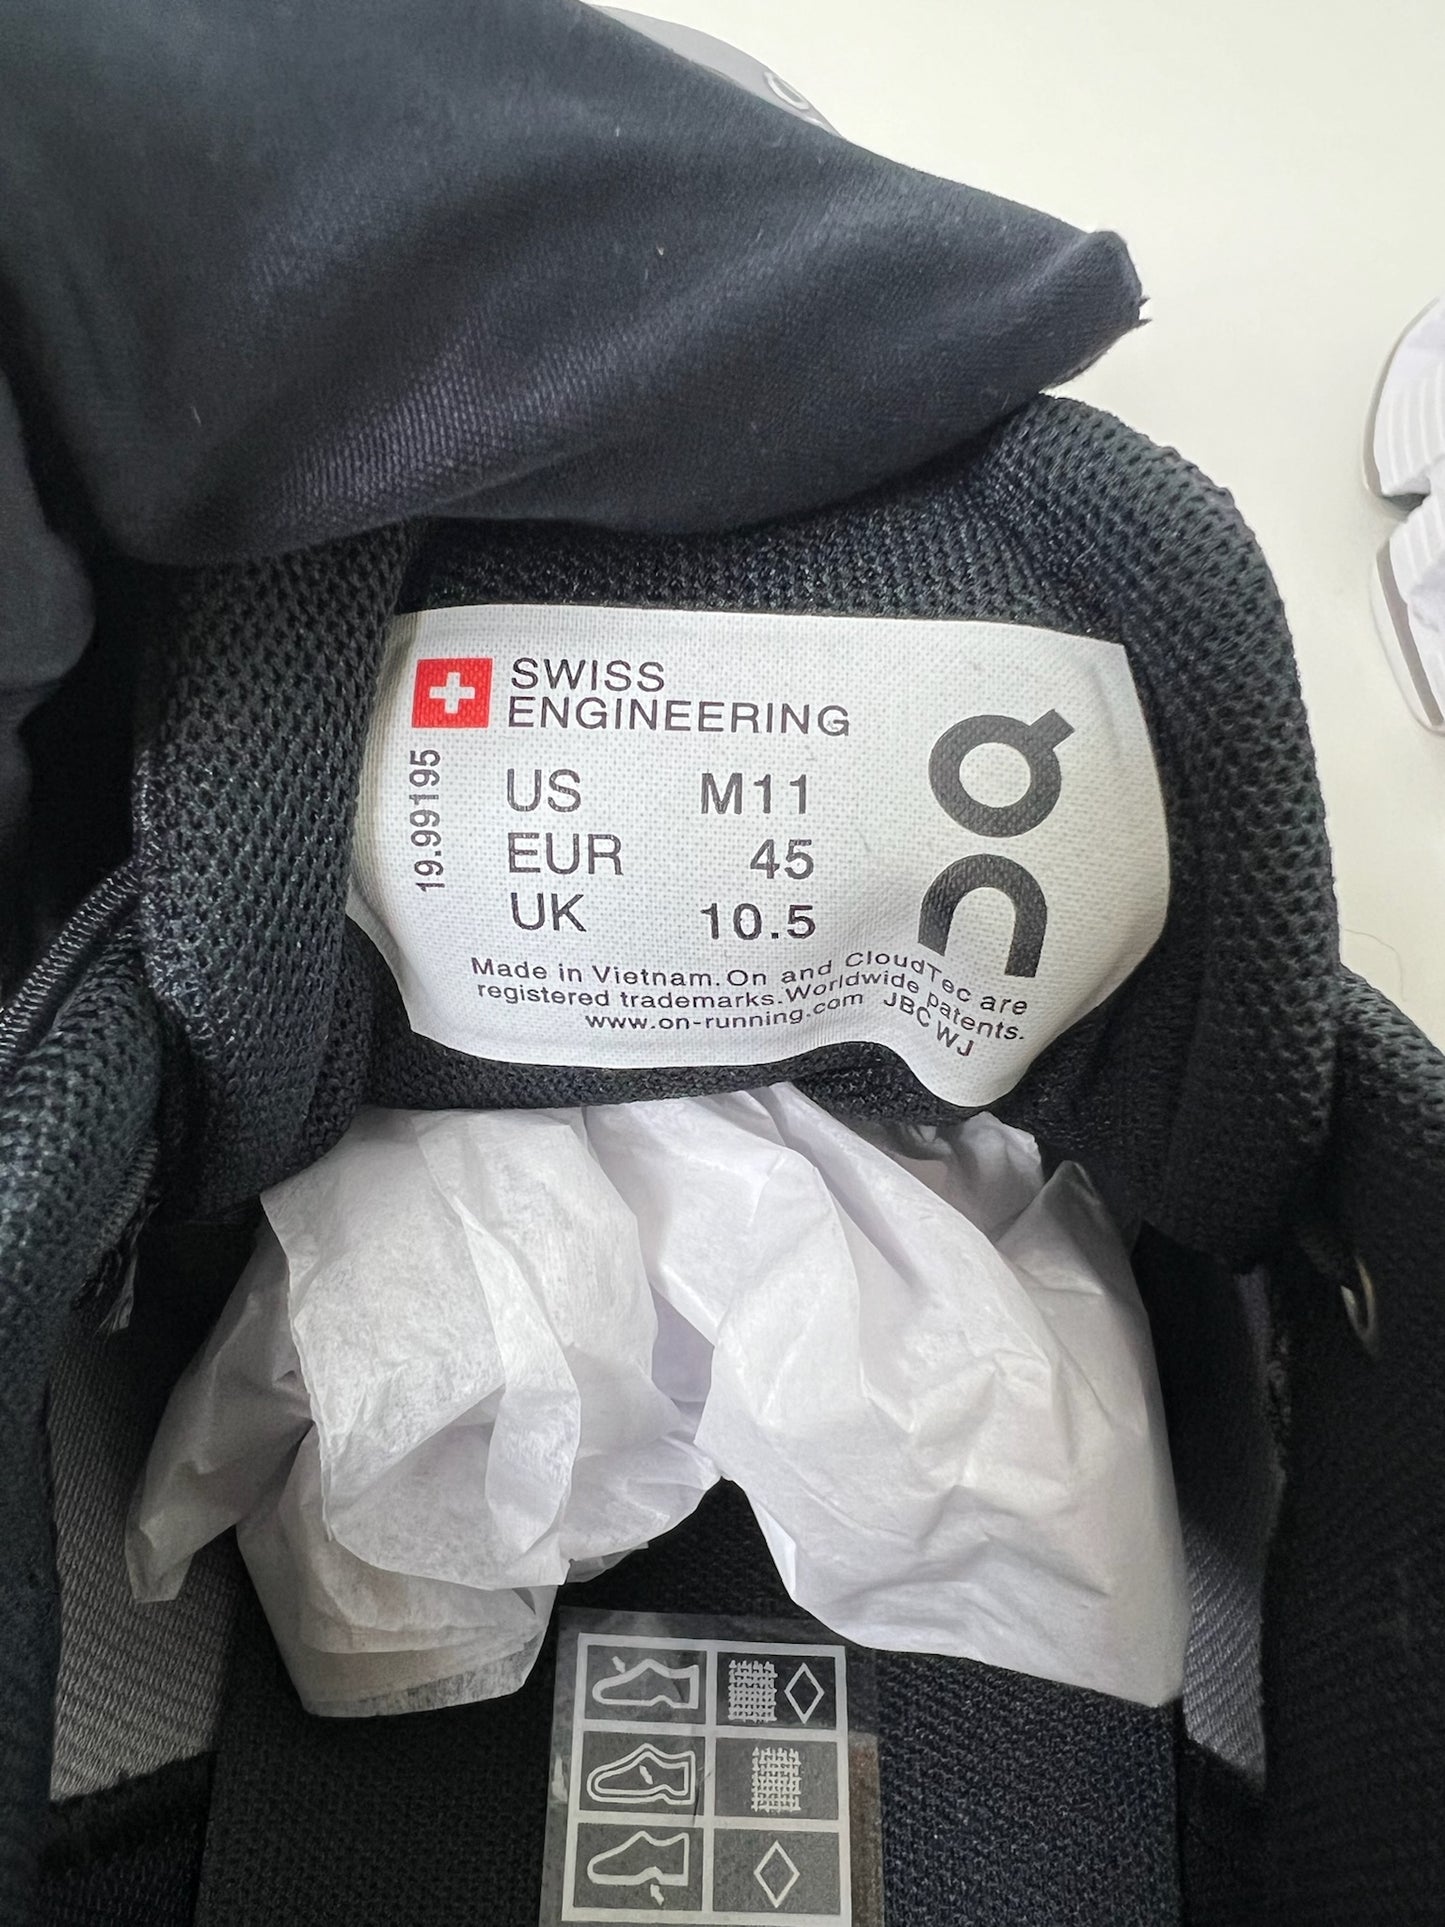 SWISS
ENGINEERING
19.99195
US M11
EUR 45
UK 10.5
On
Made in Vietnam. On and CloudTec are
registered trademarks. Worldwide patents.
www.on-running.com JBC WJ